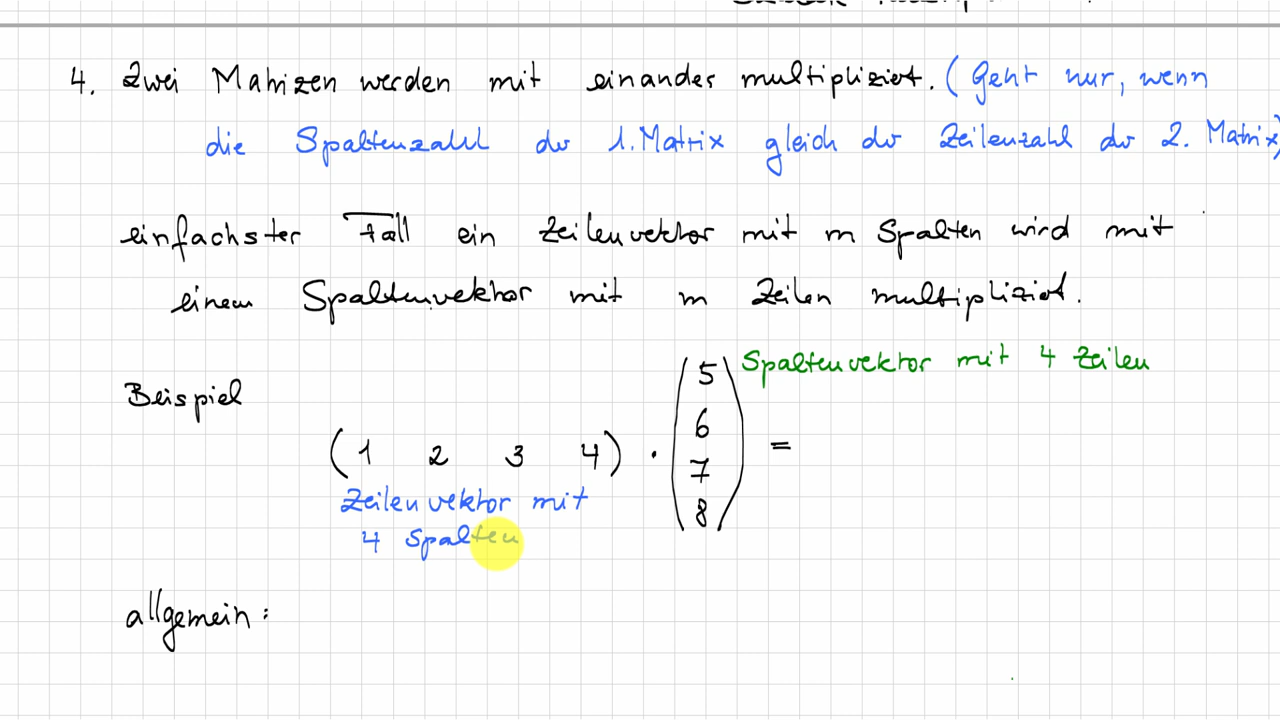 4. Zwei Matrizen werden mit einander multipliziert. (Geht nur, wenn
die Spaltenzahl der 1. Matrix gleich der Zeilenzahl der 2. Matrix)
einfachster Fall ein Zeilenvektor mit m Spalten wird mit
einem Spaltenvektor mit m Zeilen multipliziert.
Spaltenvektor mit 4 Zeilen
Beispiel
(1 2 3 4) · (5 6 7 8) =
Zeilenvektor mit
4 Spalten
allgemein: